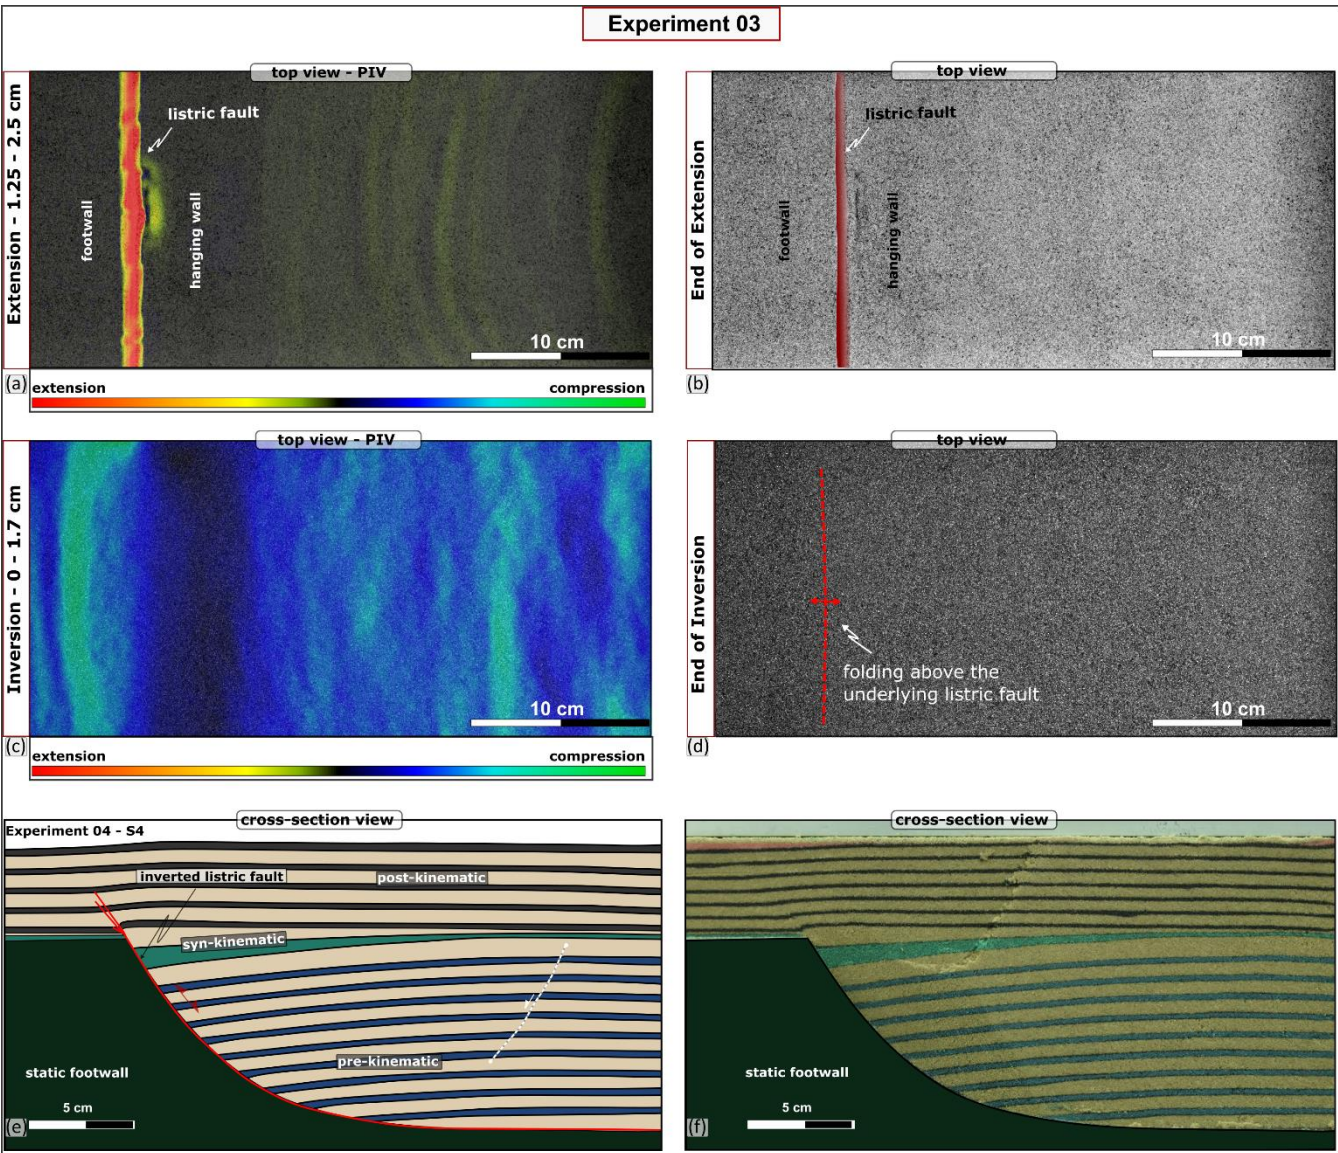 Experiment 03
Extension - 1.25 - 2.5 cm
top view - PIV
listric fault
footwall
hanging wall
10 cm
(a)
extension
compression
End of Extension
top view
listric fault
footwall
hanging wall
10 cm
(b)
Inversion - 0 - 1.7 cm
top view - PIV
10 cm
(c)
extension
compression
End of Inversion
top view
folding above the
underlying listric fault
10 cm
(d)
cross-section view
Experiment 04 - S4
inverted listric fault
post-kinematic
syn-kinematic
pre-kinematic
static footwall
5 cm
(e)
cross-section view
static footwall
5 cm
(f)